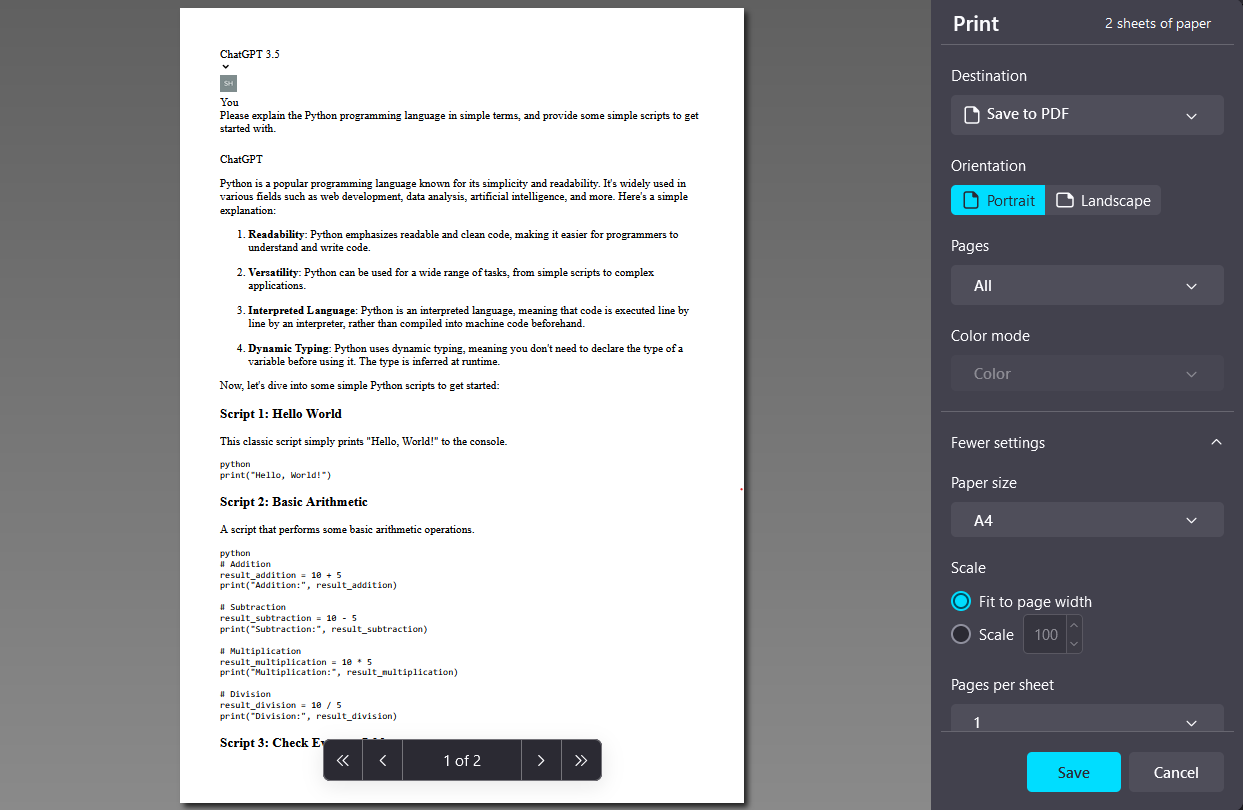 ChatGPT 3.5
SH
You
Please explain the Python programming language in simple terms, and provide some simple scripts to get
started with.
ChatGPT
Python is a popular programming language known for its simplicity and readability. It's widely used in
various fields such as web development, data analysis, artificial intelligence, and more. Here's a simple
explanation:
1. Readability: Python emphasizes readable and clean code, making it easier for programmers to
understand and write code.
2. Versatility: Python can be used for a wide range of tasks, from simple scripts to complex
applications.
3. Interpreted Language: Python is an interpreted language, meaning that code is executed line by
line by an interpreter, rather than compiled into machine code beforehand.
4. Dynamic Typing: Python uses dynamic typing, meaning you don't need to declare the type of a
variable before using it. The type is inferred at runtime.
Now, let's dive into some simple Python scripts to get started:
Script 1: Hello World
This classic script simply prints "Hello, World!" to the console.
python
print("Hello, World!")
Script 2: Basic Arithmetic
A script that performs some basic arithmetic operations.
python
# Addition
result_addition = 10 + 5
print("Addition:", result_addition)
# Subtraction
result_subtraction = 10 - 5
print("Subtraction:", result_subtraction)
# Multiplication
result_multiplication = 10 * 5
print("Multiplication:", result_multiplication)
# Division
result_division = 10 / 5
print("Division:", result_division)
Script 3: Check
1 of 2
Print
2 sheets of paper
Destination
Save to PDF
Orientation
Portrait
Landscape
Pages
All
Color mode
Color
Fewer settings
Paper size
A4
Scale
Fit to page width
Scale
100
Pages per sheet
1
Save
Cancel